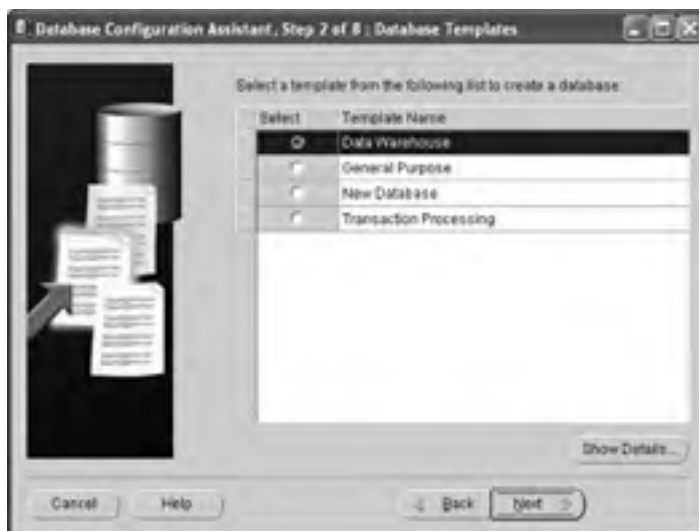 Database Configuration Assistant, Step 2 of 8 : Database Templates
Select a template from the following list to create a database:
Select Template Name
Data Warehouse
General Purpose
New Database
Transaction Processing
Show Details...
Cancel Help Back Next